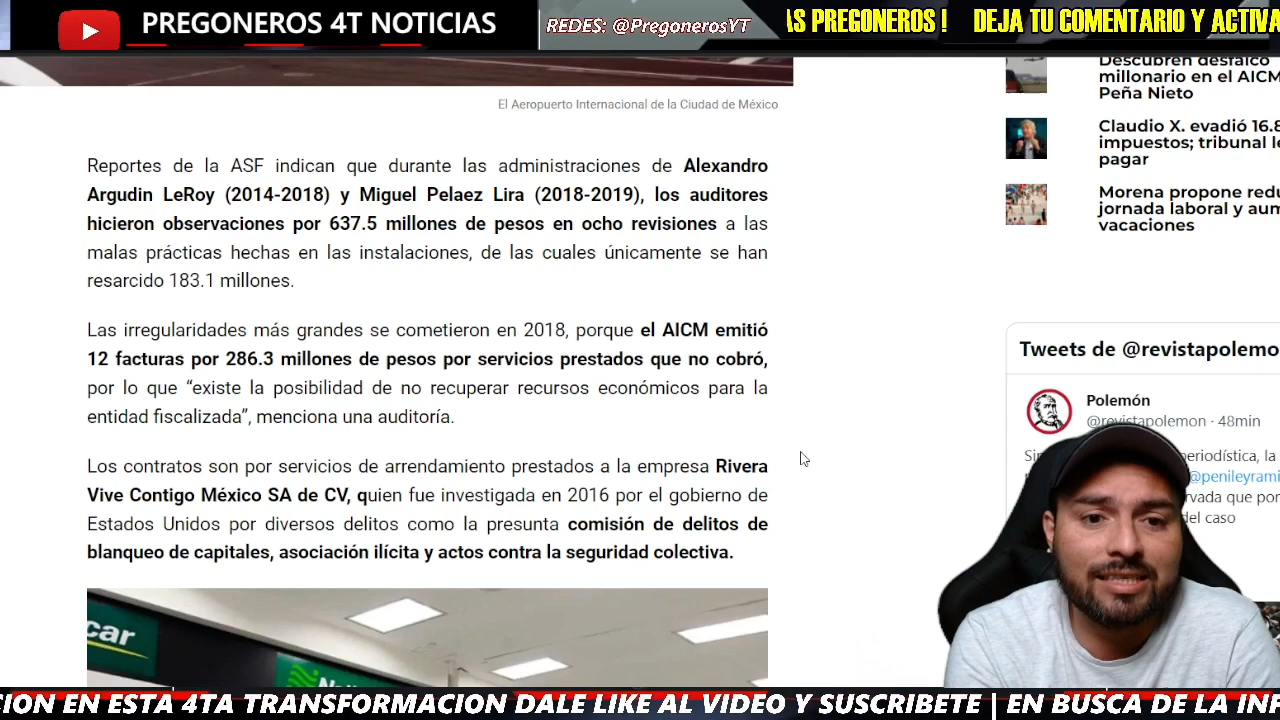 PREGONEROS 4T NOTICIAS
REDES: @PregonerosYT
AS PREGONEROS ! DEJA TU COMENTARIO Y ACTIVA
El Aeropuerto Internacional de la Ciudad de México
Reportes de la ASF indican que durante las administraciones de Alexandro
Argudin LeRoy (2014-2018) y Miguel Pelaez Lira (2018-2019), los auditores
hicieron observaciones por 637.5 millones de pesos en ocho revisiones a las
malas prácticas hechas en las instalaciones, de las cuales únicamente se han
resarcido 183.1 millones.
Las irregularidades más grandes se cometieron en 2018, porque el AICM emitió
12 facturas por 286.3 millones de pesos por servicios prestados que no cobró,
por lo que “existe la posibilidad de no recuperar recursos económicos para la
entidad fiscalizada”, menciona una auditoría.
Los contratos son por servicios de arrendamiento prestados a la empresa Rivera
Vive Contigo México SA de CV, quien fue investigada en 2016 por el gobierno de
Estados Unidos por diversos delitos como la presunta comisión de delitos de
blanqueo de capitales, asociación ilícita y actos contra la seguridad colectiva.
car
Descubren desfalco
millonario en el AICM
Peña Nieto
Claudio X. evadió 16.8
impuestos; tribunal le
pagar
Morena propone redu
jornada laboral y aum
vacaciones
Tweets de @revistapolemo
Polemón
@revistapolemon · 48min
Sin periodística, la
@penileyrami
rvada que por
del caso
CION EN ESTA 4TA TRANSFORMACION DALE LIKE AL VIDEO Y SUSCRIBETE | EN BUSCA DE LA INF